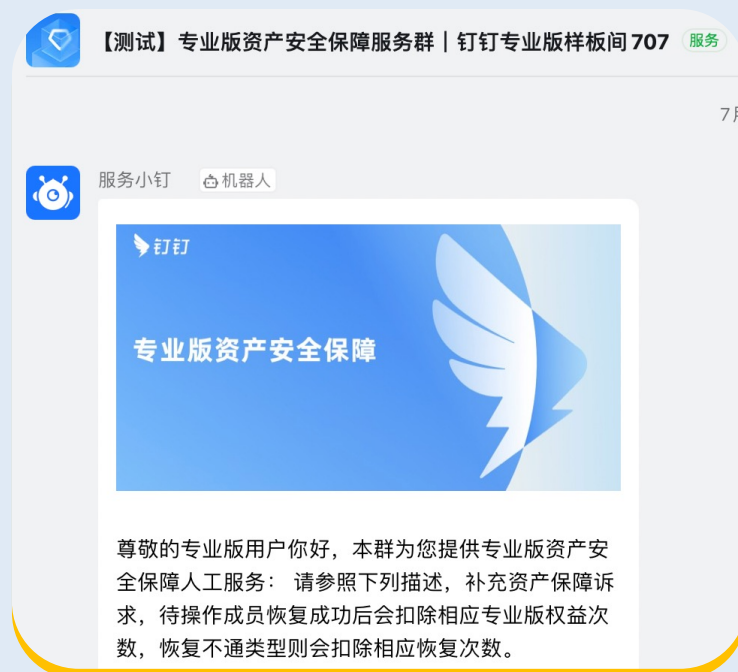 【测试】专业版资产安全保障服务群｜钉钉专业版样板间707 服务
7月
服务小钉 机器人
钉钉
专业版资产安全保障
尊敬的专业版用户你好，本群为您提供专业版资产安
全保障人工服务： 请参照下列描述，补充资产保障诉
求，待操作成员恢复成功后会扣除相应专业版权益次
数，恢复不通类型则会扣除相应恢复次数。